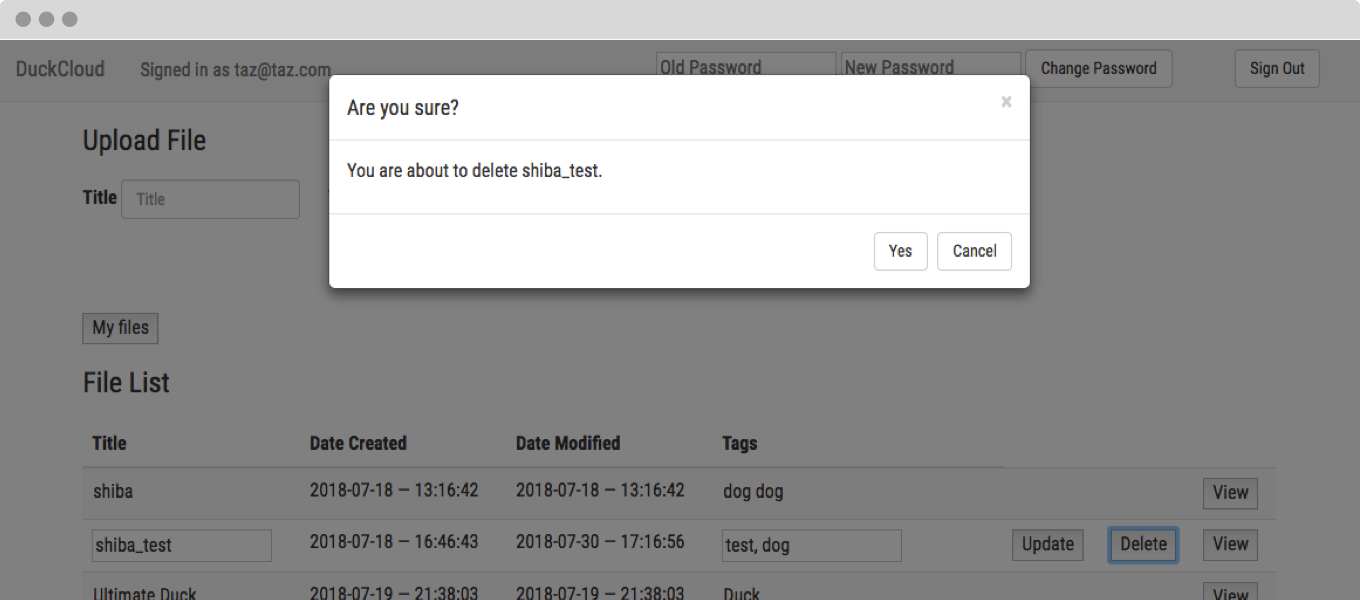 DuckCloud Signed in as taz@taz.com Old Password New Password Change Password Sign Out
Are you sure? ×
Upload File
You are about to delete shiba_test.
Title Title
Yes Cancel
My files
File List
Title Date Created Date Modified Tags
shiba 2018-07-18 — 13:16:42 2018-07-18 — 13:16:42 dog dog View
shiba_test 2018-07-18 — 16:46:43 2018-07-30 — 17:16:56 test, dog Update Delete View
Ultimate Duck 2018-07-19 — 21:38:03 2018-07-19 — 21:38:03 Duck View